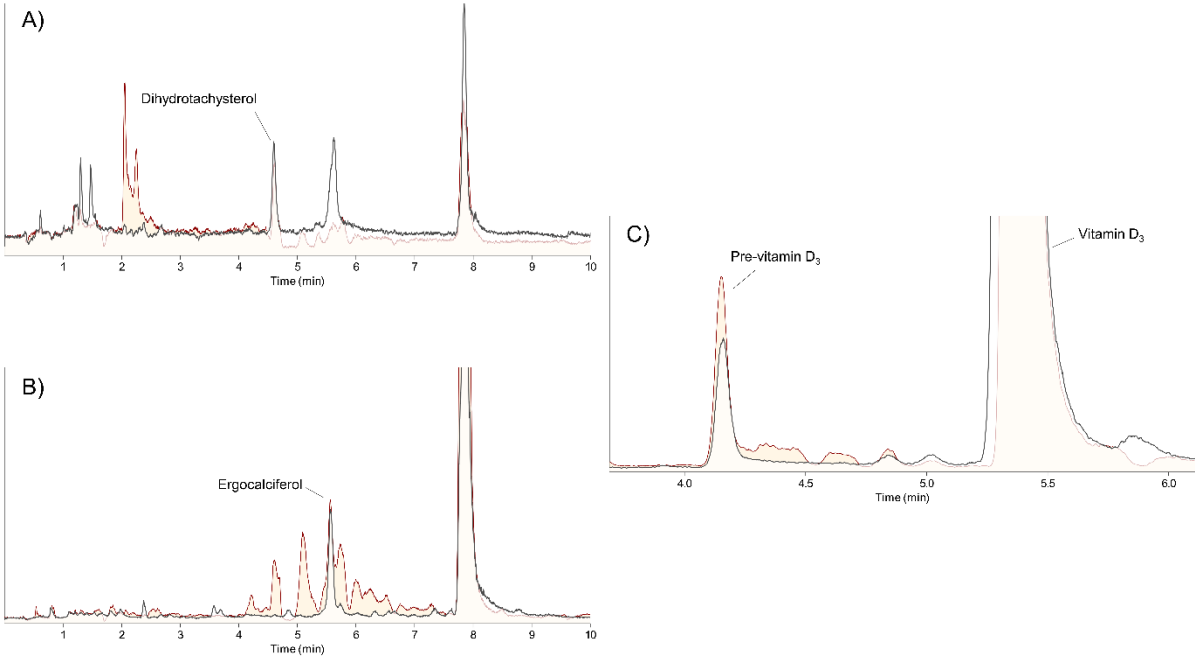 A)
Dihydrotachysterol
1 2 3 4 5 6 7 8 9 10
Time (min)
B)
Ergocalciferol
1 2 3 4 5 6 7 8 9 10
Time (min)
C)
Pre-vitamin D₃
Vitamin D₃
4.0 4.5 5.0 5.5 6.0
Time (min)